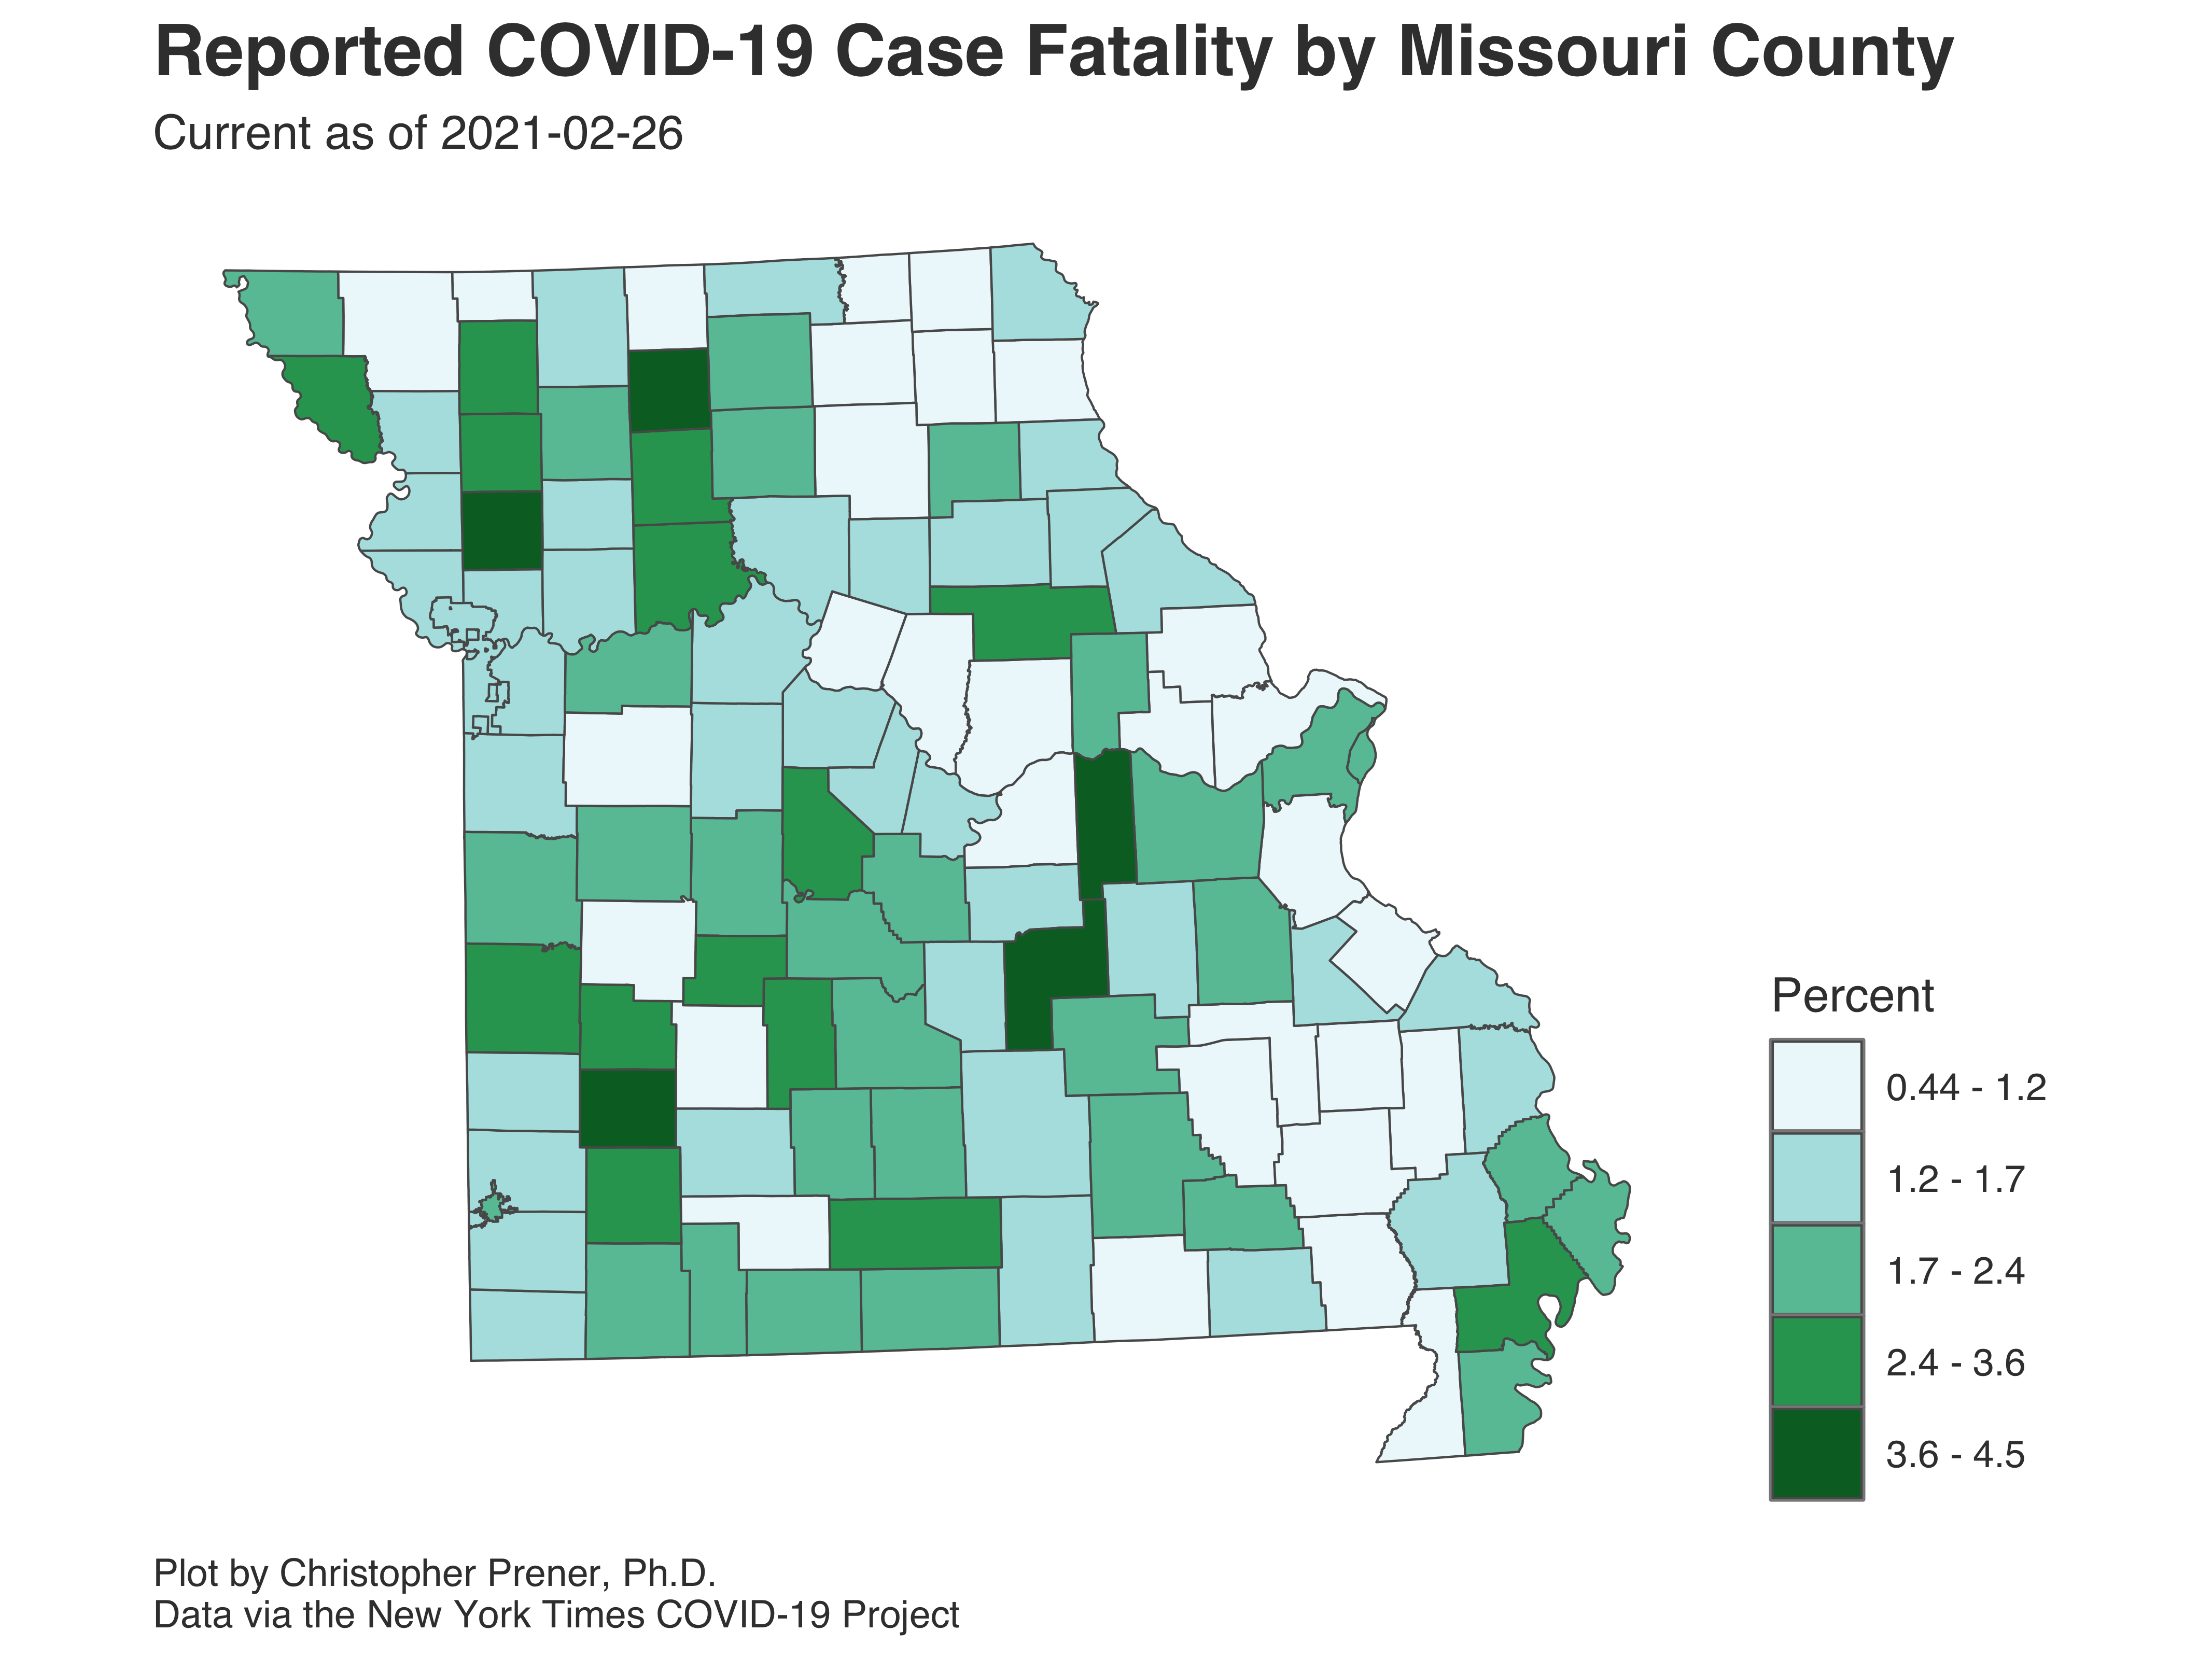 Reported COVID-19 Case Fatality by Missouri County
Current as of 2021-02-26
Percent
0.44 - 1.2
1.2 - 1.7
1.7 - 2.4
2.4 - 3.6
3.6 - 4.5
Plot by Christopher Prener, Ph.D.
Data via the New York Times COVID-19 Project